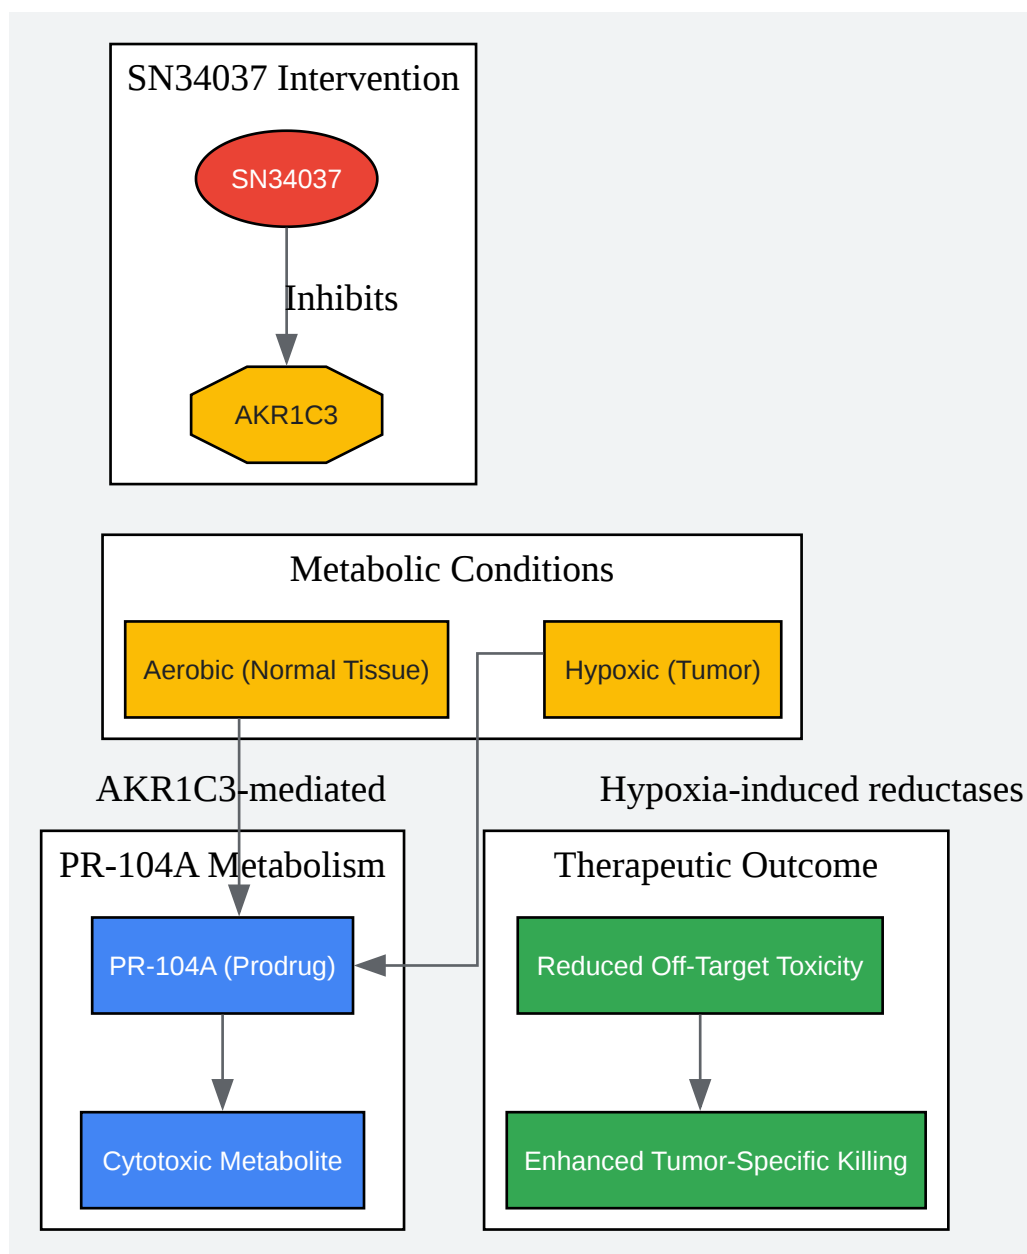 SN34037 Intervention
SN34037
Inhibits
AKR1C3
Metabolic Conditions
Aerobic (Normal Tissue)
Hypoxic (Tumor)
AKR1C3-mediated
Hypoxia-induced reductases
PR-104A Metabolism
PR-104A (Prodrug)
Cytotoxic Metabolite
Therapeutic Outcome
Reduced Off-Target Toxicity
Enhanced Tumor-Specific Killing